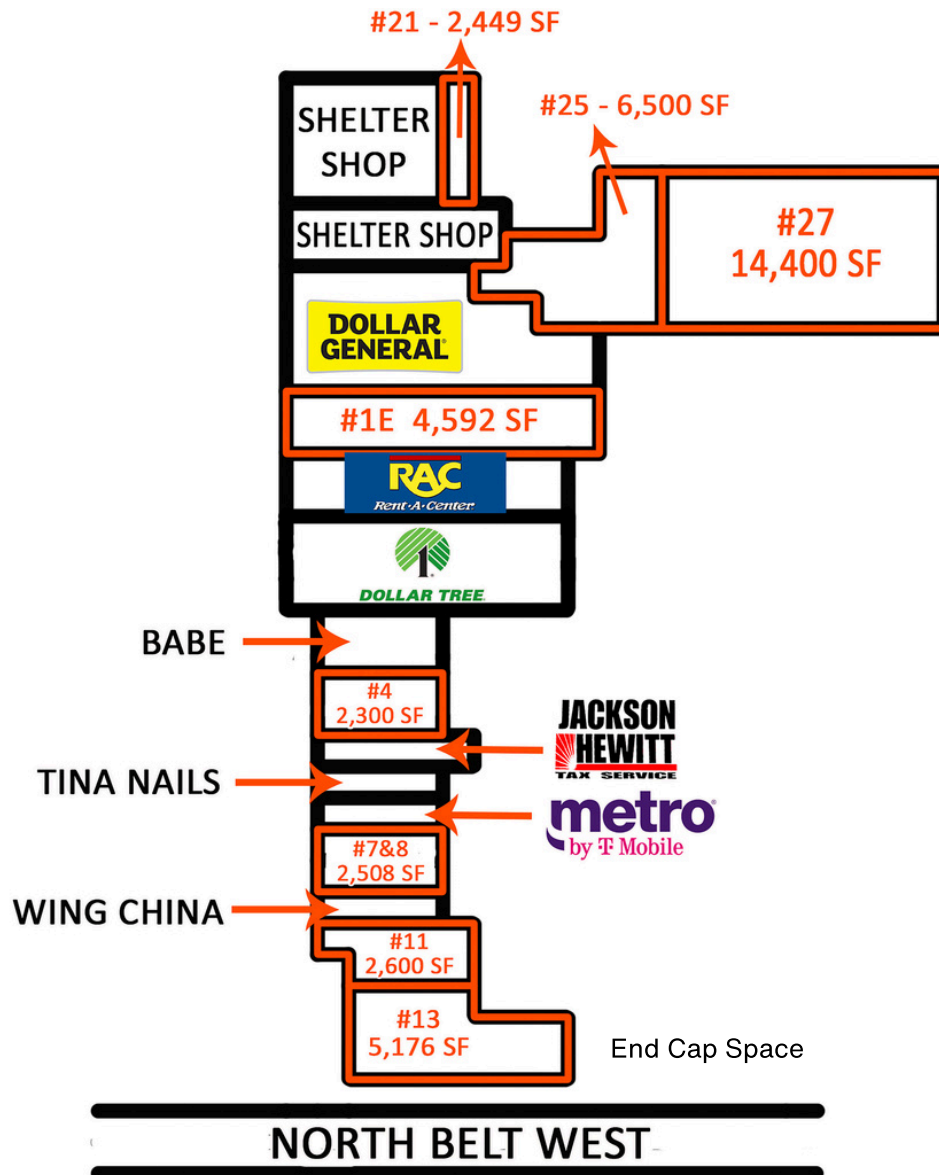 #21 - 2,449 SF
#25 - 6,500 SF
SHELTER
SHOP
#27
14,400 SF
SHELTER SHOP
DOLLAR
GENERAL
#1E 4,592 SF
RAC
Rent-A-Center
1
DOLLAR TREE
BABE
#4
2,300 SF
JACKSON
HEWITT
TAX SERVICE
TINA NAILS
metro
by T Mobile
#7&8
2,508 SF
WING CHINA
#11
2,600 SF
#13
5,176 SF
End Cap Space
NORTH BELT WEST